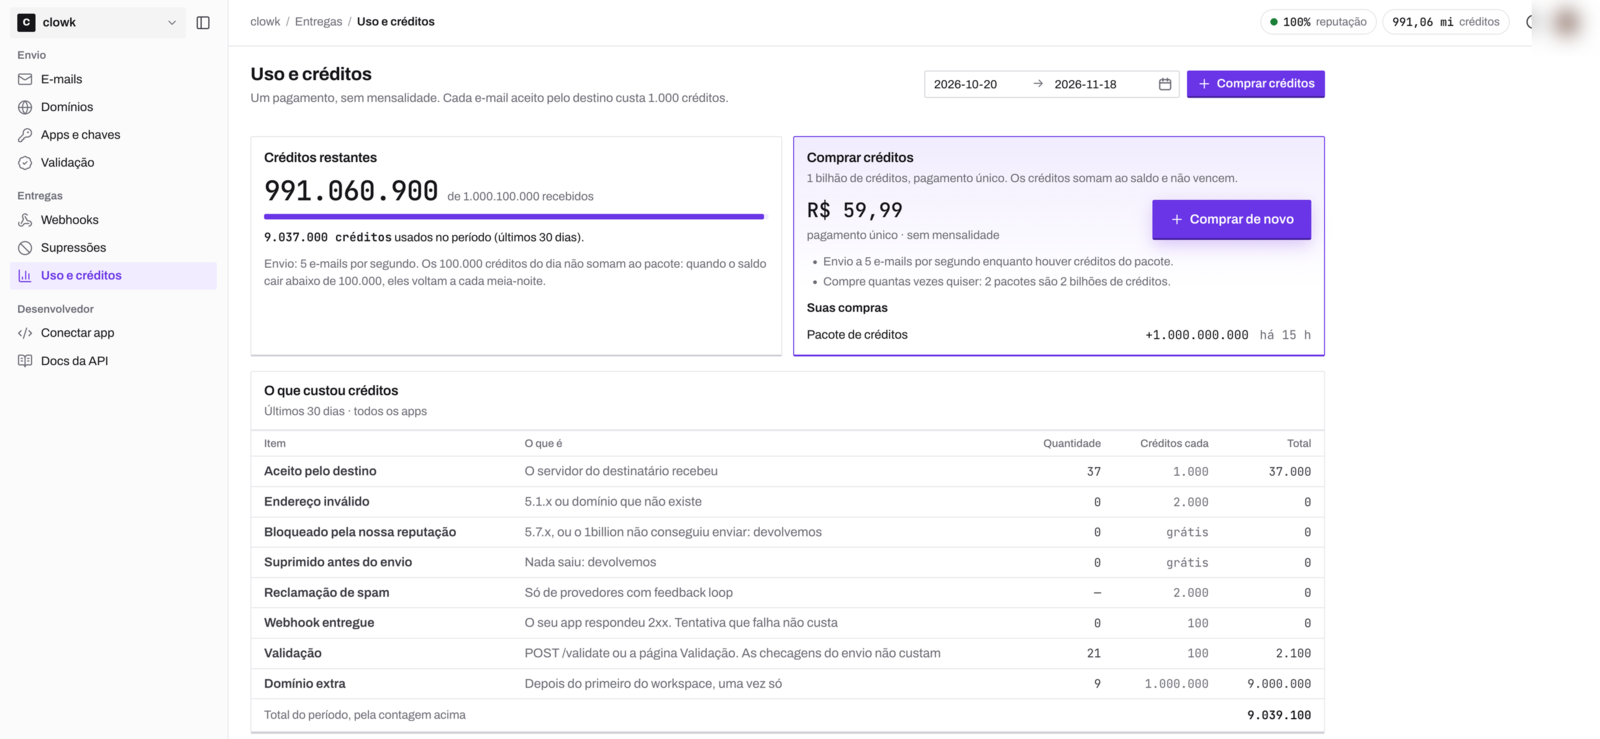 C clowk
clowk / Entregas / Uso e créditos
100% reputação
991,06 mi créditos
Envio
E-mails
Domínios
Apps e chaves
Validação
Entregas
Webhooks
Supressões
Uso e créditos
Desenvolvedor
Conectar app
Docs da API
Uso e créditos
Um pagamento, sem mensalidade. Cada e-mail aceito pelo destino custa 1.000 créditos.
2026-10-20 → 2026-11-18
+ Comprar créditos
Créditos restantes
991.060.900 de 1.000.100.000 recebidos
9.037.000 créditos usados no período (últimos 30 dias).
Envio: 5 e-mails por segundo. Os 100.000 créditos do dia não somam ao pacote: quando o saldo
cair abaixo de 100.000, eles voltam a cada meia-noite.
Comprar créditos
1 bilhão de créditos, pagamento único. Os créditos somam ao saldo e não vencem.
R$ 59,99
pagamento único · sem mensalidade
+ Comprar de novo
• Envio a 5 e-mails por segundo enquanto houver créditos do pacote.
• Compre quantas vezes quiser: 2 pacotes são 2 bilhões de créditos.
Suas compras
Pacote de créditos +1.000.000.000 há 15 h
O que custou créditos
Últimos 30 dias · todos os apps
Item O que é Quantidade Créditos cada Total
Aceito pelo destino O servidor do destinatário recebeu 37 1.000 37.000
Endereço inválido 5.1.x ou domínio que não existe 0 2.000 0
Bloqueado pela nossa reputação 5.7.x, ou o 1billion não conseguiu enviar: devolvemos 0 grátis 0
Suprimido antes do envio Nada saiu: devolvemos 0 grátis 0
Reclamação de spam Só de provedores com feedback loop — 2.000 0
Webhook entregue O seu app respondeu 2xx. Tentativa que falha não custa 0 100 0
Validação POST /validate ou a página Validação. As checagens do envio não custam 21 100 2.100
Domínio extra Depois do primeiro do workspace, uma vez só 9 1.000.000 9.000.000
Total do período, pela contagem acima 9.039.100